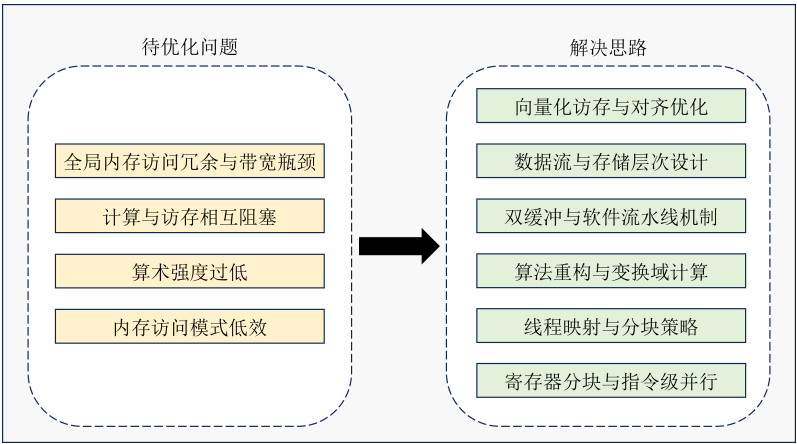 待优化问题
全局内存访问冗余与带宽瓶颈
计算与访存相互阻塞
算术强度过低
内存访问模式低效
解决思路
向量化访存与对齐优化
数据流与存储层次设计
双缓冲与软件流水线机制
算法重构与变换域计算
线程映射与分块策略
寄存器分块与指令级并行